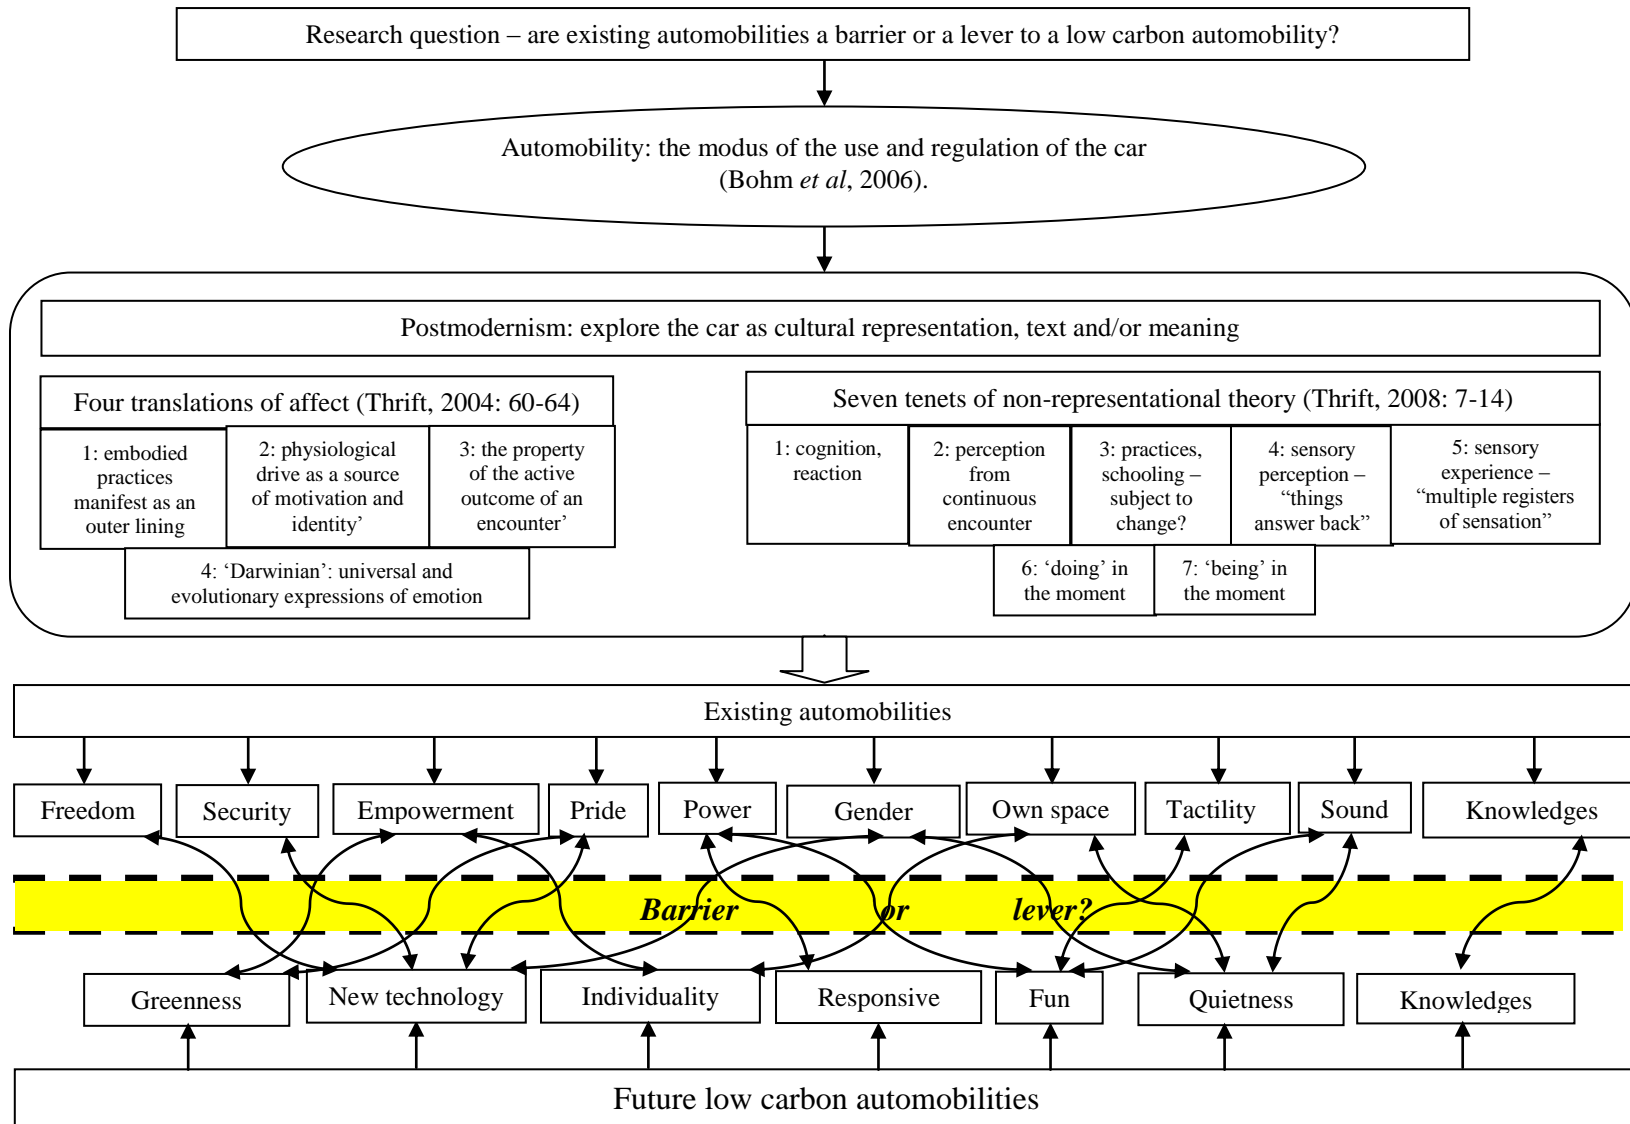 Research question – are existing automobilities a barrier or a lever to a low carbon automobility?
Automobility: the modus of the use and regulation of the car
(Bohm et al, 2006).
Postmodernism: explore the car as cultural representation, text and/or meaning
Four translations of affect (Thrift, 2004: 60-64)
1: embodied
practices
manifest as an
outer lining
2: physiological
drive as a source
of motivation and
identity’
3: the property
of the active
outcome of an
encounter’
4: ‘Darwinian’: universal and
evolutionary expressions of emotion
Seven tenets of non-representational theory (Thrift, 2008: 7-14)
1: cognition,
reaction
2: perception
from
continuous
encounter
3: practices,
schooling –
subject to
change?
4: sensory
perception –
“things
answer back”
5: sensory
experience –
“multiple registers
of sensation”
6: ‘doing’ in
the moment
7: ‘being’ in
the moment
Existing automobilities
Freedom
Security
Empowerment
Pride
Power
Gender
Own space
Tactility
Sound
Knowledges
Barrier or lever?
Greenness
New technology
Individuality
Responsive
Fun
Quietness
Knowledges
Future low carbon automobilities